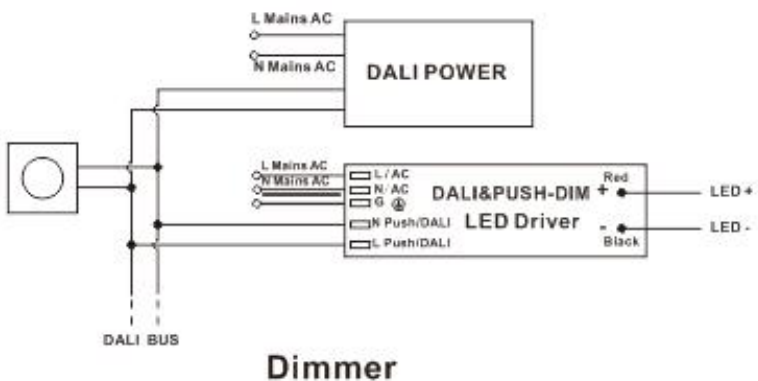 L Mains AC
N Mains AC
DALI POWER
L Mains AC
N Mains AC
L / AC
N/ AC
G
N Push/DALI
L Push/DALI
DALI&PUSH-DIM
LED Driver
Red
+
-
Black
LED +
LED -
DALI BUS
Dimmer